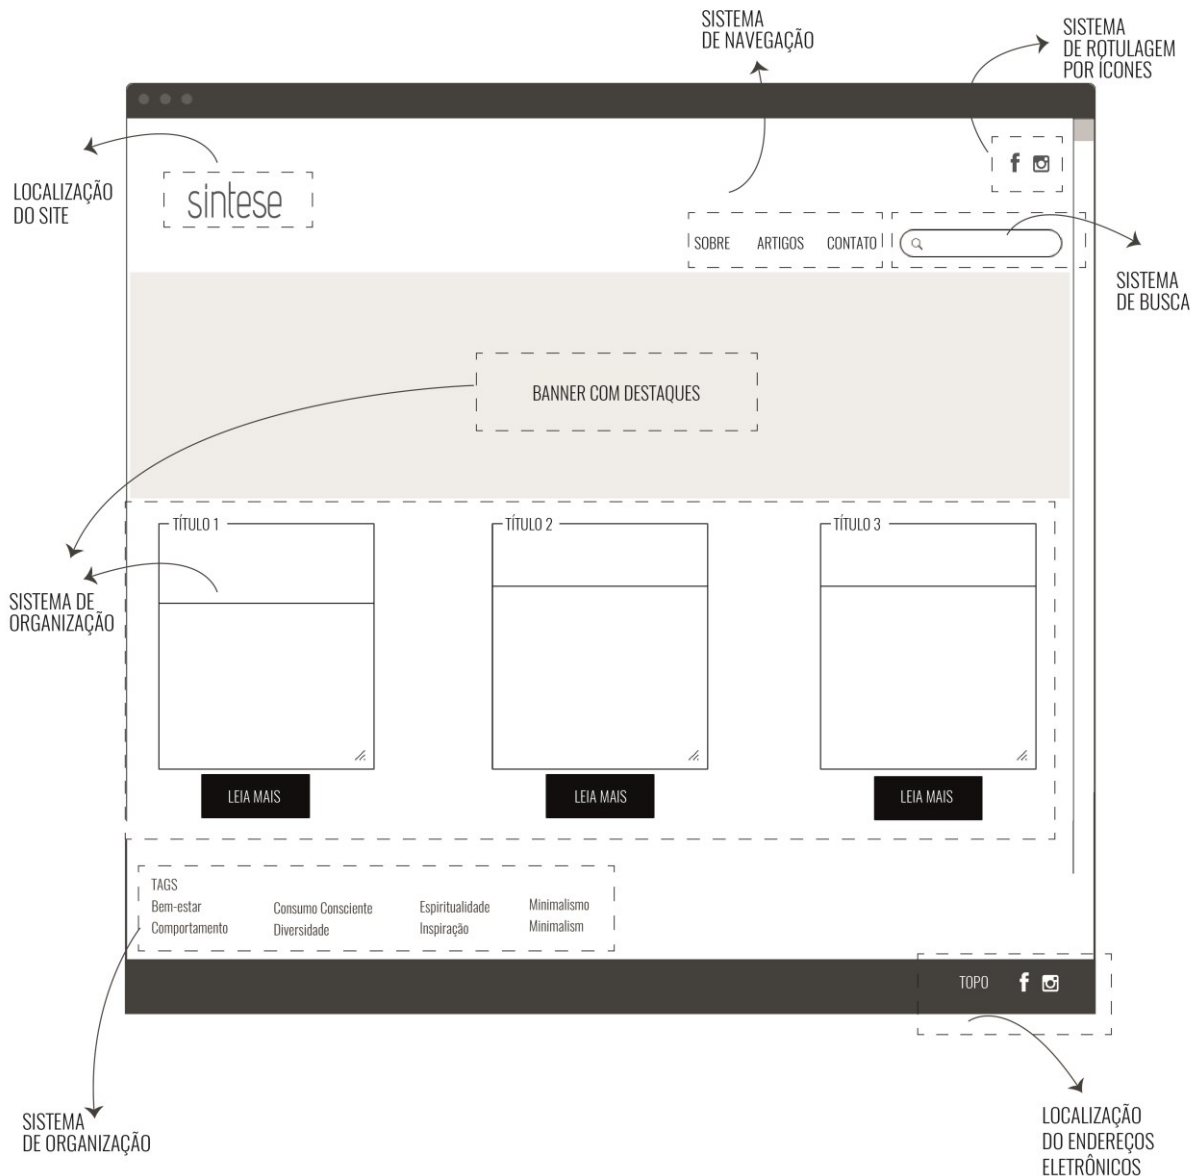 SISTEMA
DE NAVEGAÇÃO
SISTEMA
DE ROTULAGEM
POR ÍCONES
LOCALIZAÇÃO
DO SITE
sintese
f
SOBRE ARTIGOS CONTATO
SISTEMA
DE BUSCA
BANNER COM DESTAQUES
TÍTULO 1 TÍTULO 2 TÍTULO 3
SISTEMA DE
ORGANIZAÇÃO
LEIA MAIS LEIA MAIS LEIA MAIS
TAGS
Bem-estar Consumo Consciente Espiritualidade Minimalismo
Comportamento Diversidade Inspiração Minimalism
TOPO f
SISTEMA
DE ORGANIZAÇÃO
LOCALIZAÇÃO
DO ENDEREÇOS
ELETRÔNICOS